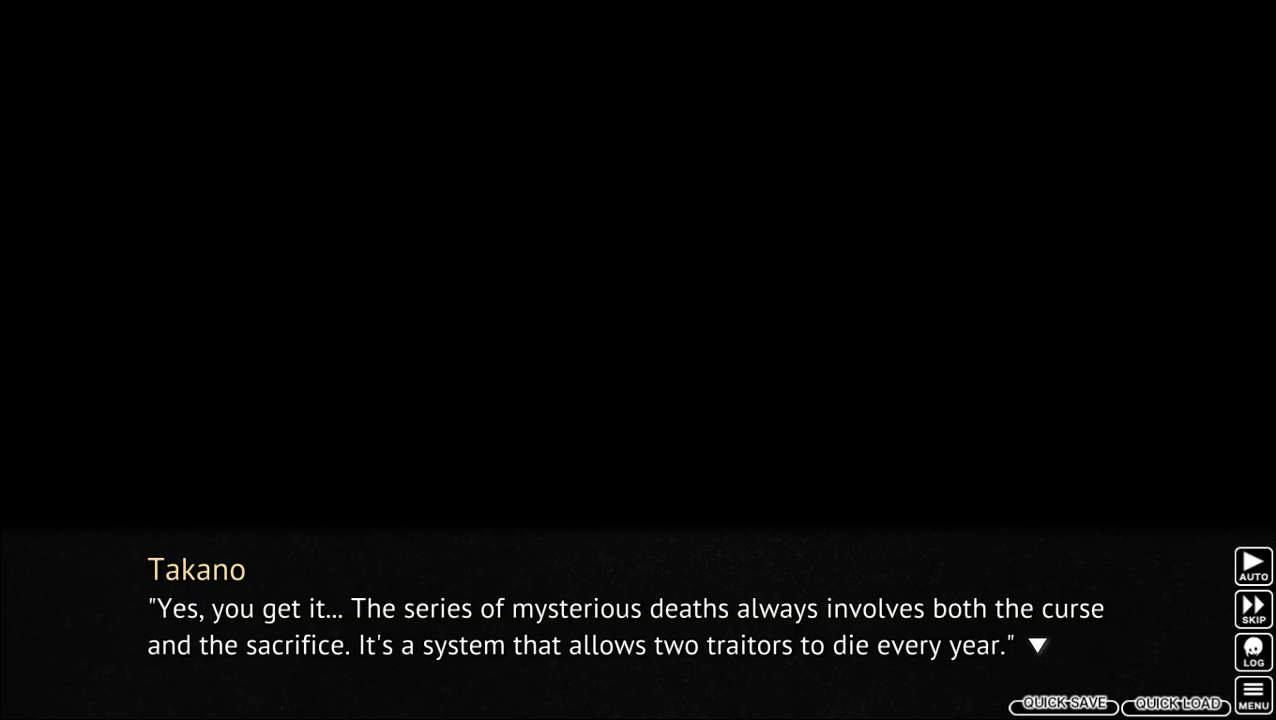 Takano
"Yes, you get it... The series of mysterious deaths always involves both the curse
and the sacrifice. It's a system that allows two traitors to die every year."
AUTO
SKIP
LOG
MENU
QUICK SAVE QUICK LOAD